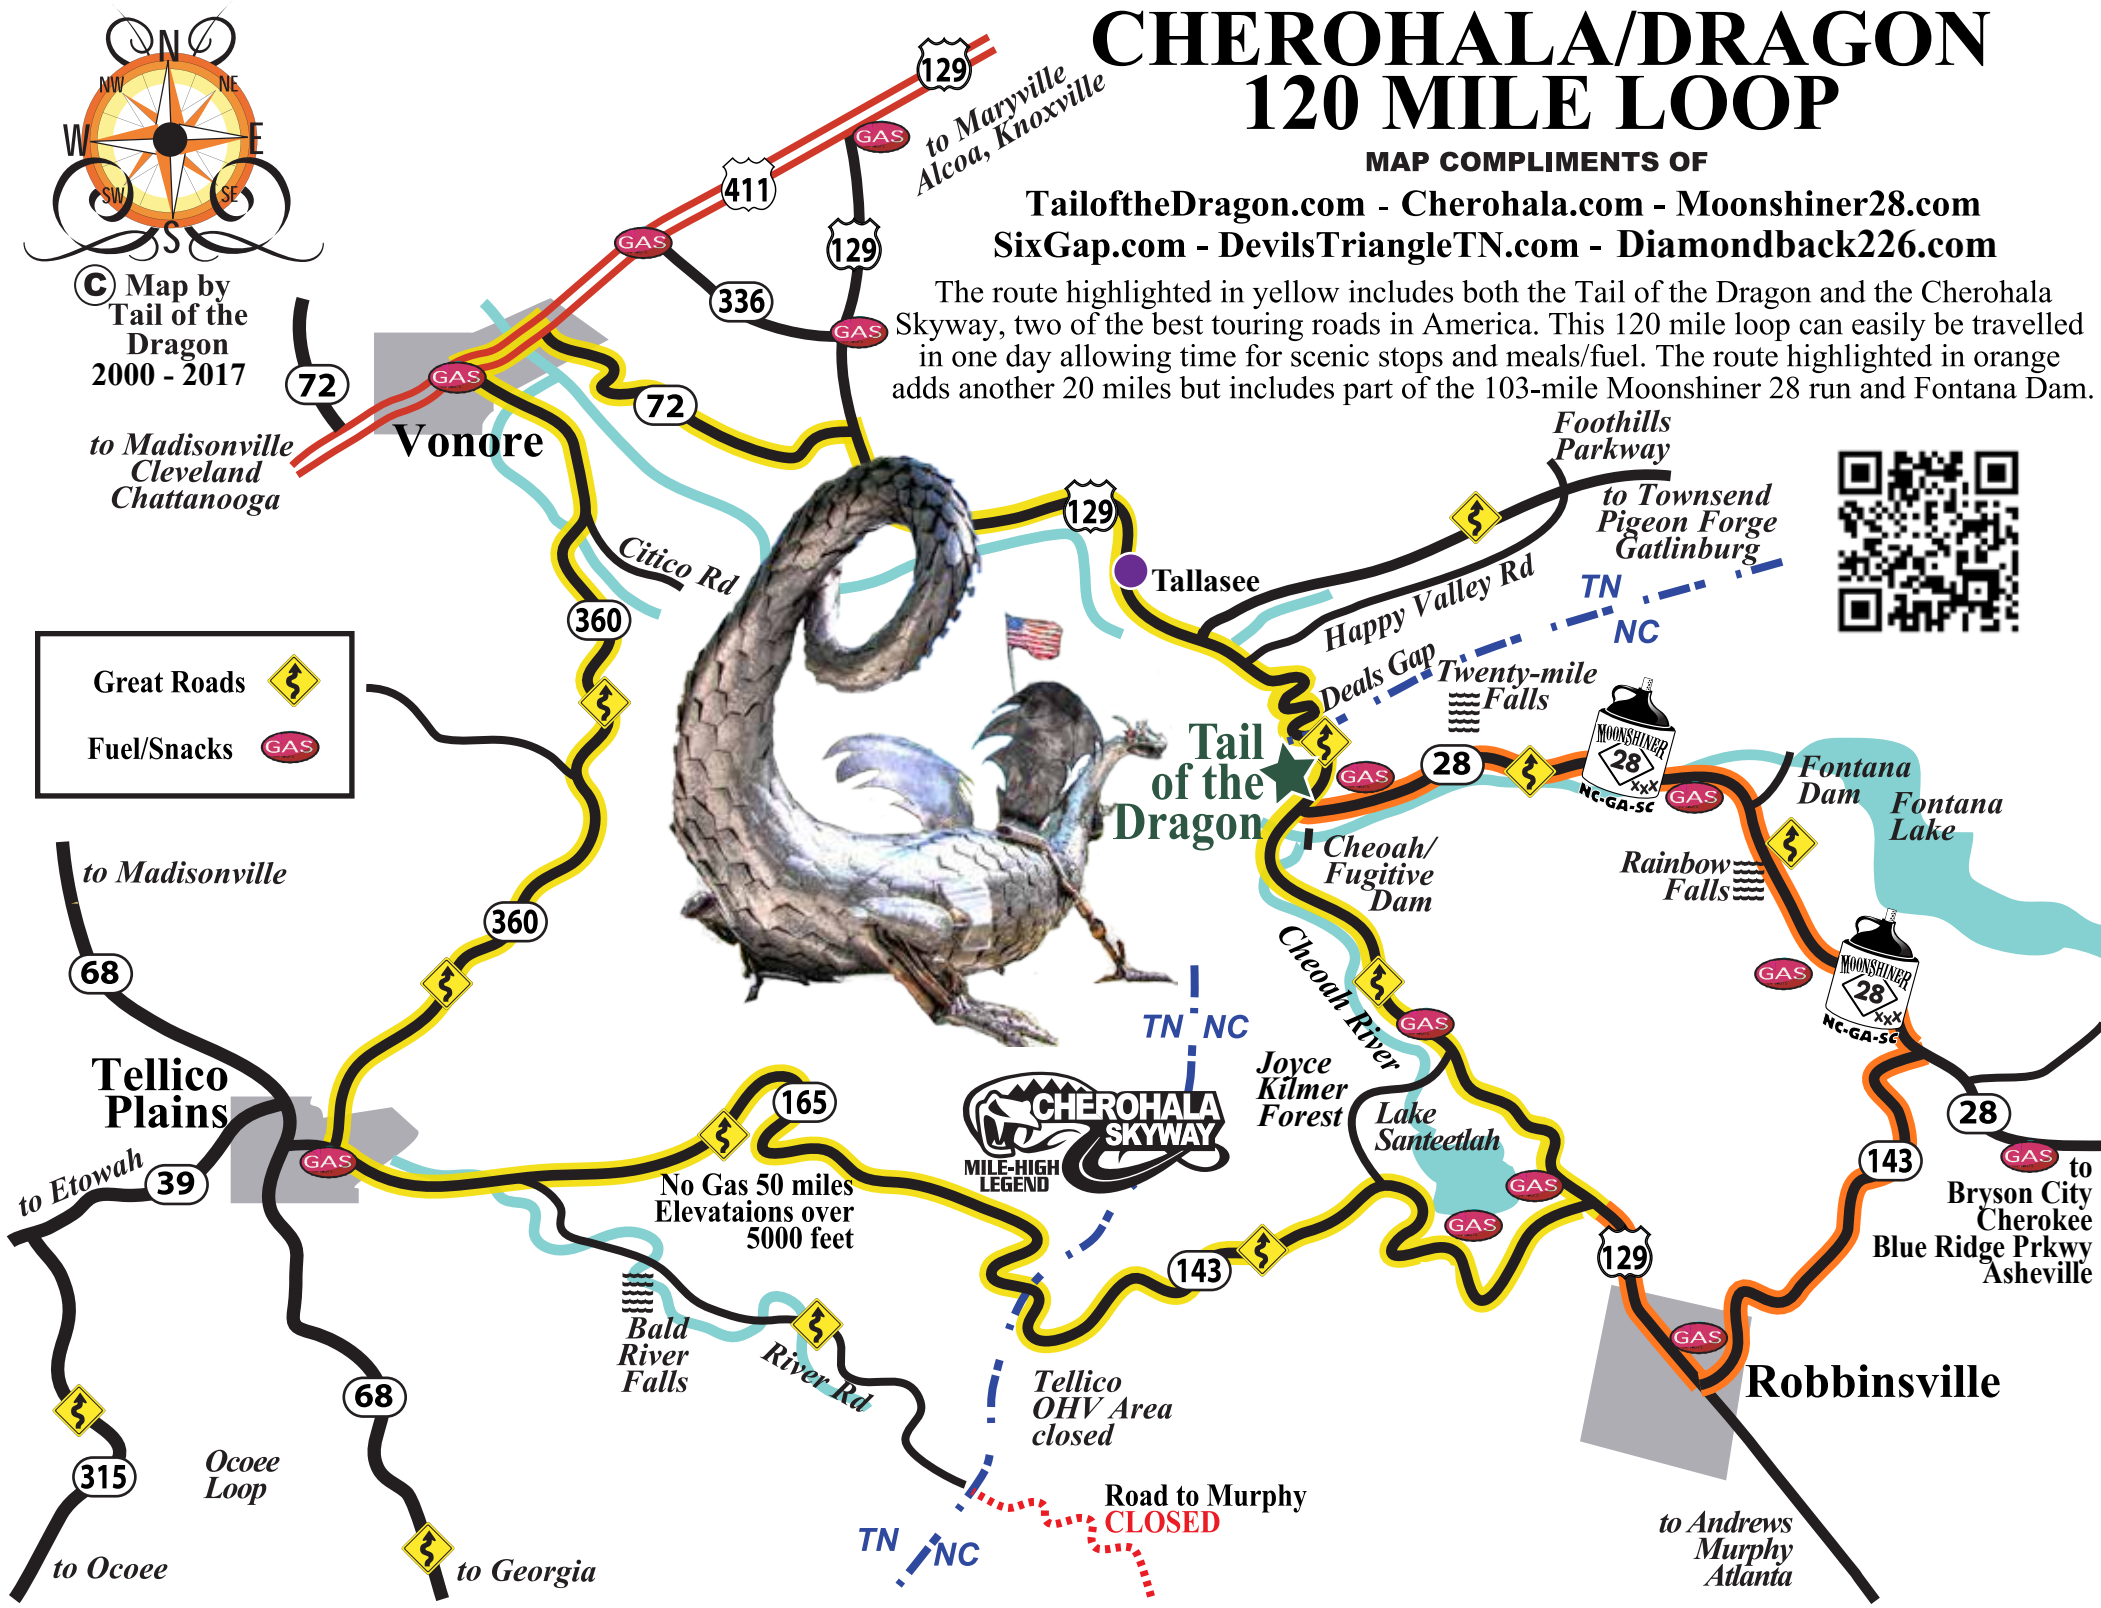 CHEROHALA/DRAGON
120 MILE LOOP
MAP COMPLIMENTS OF
TailoftheDragon.com - Cherohala.com - Moonshiner28.com
SixGap.com - DevilsTriangleTN.com - Diamondback226.com
The route highlighted in yellow includes both the Tail of the Dragon and the Cherohala
Skyway, two of the best touring roads in America. This 120 mile loop can easily be travelled
in one day allowing time for scenic stops and meals/fuel. The route highlighted in orange
adds another 20 miles but includes part of the 103-mile Moonshiner 28 run and Fontana Dam.
N
NW
NE
W
E
SW
SE
S
C Map by
Tail of the
Dragon
2000 - 2017
129
to Maryville
Alcoa, Knoxville
GAS
411
129
GAS
336
GAS
72
GAS
72
Vonore
to Madisonville
Cleveland
Chattanooga
Foothills
Parkway
to Townsend
Pigeon Forge
Gatlinburg
129
Citico Rd
Tallasee
Happy Valley Rd
TN
NC
360
Great Roads
Fuel/Snacks GAS
Deals Gap
Twenty-mile
Falls
Tail
of the
Dragon
GAS
28
MOONSHINER
28
XXX
NC-GA-SC
GAS
Fontana
Dam
Fontana
Lake
Cheoah/
Fugitive
Dam
Rainbow
Falls
to Madisonville
360
68
Cheoah River
GAS
MOONSHINER
28
XXX
NC-GA-SC
TN NC
GAS
Tellico
Plains
165
CHEROHALA
SKYWAY
MILE-HIGH
LEGEND
Joyce
Kilmer
Forest
Lake
Santeetlah
28
GAS
to Etowah
39
GAS
No Gas 50 miles
Elevataions over
5000 feet
GAS
GAS
143
to
Bryson City
Cherokee
Blue Ridge Prkwy
Asheville
143
129
Bald
River
Falls
River Rd
GAS
Robbinsville
68
Tellico
OHV Area
closed
315
Ocoee
Loop
Road to Murphy
CLOSED
TN NC
to Ocoee
to Georgia
to Andrews
Murphy
Atlanta